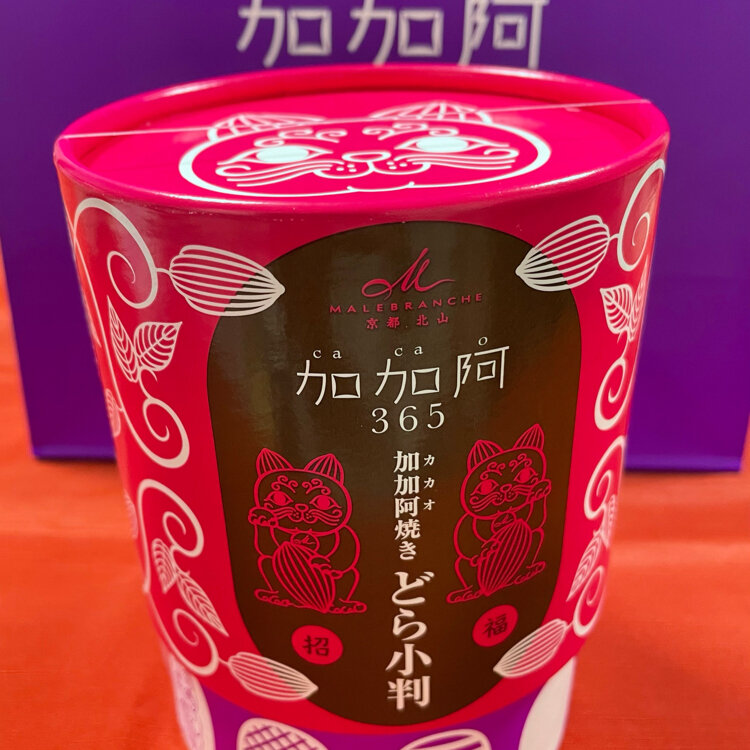 加加阿
MALEBRANCHE
京都.北山
ca ca o
加加阿
365
カカオ
加加阿焼き どら小判
招
福